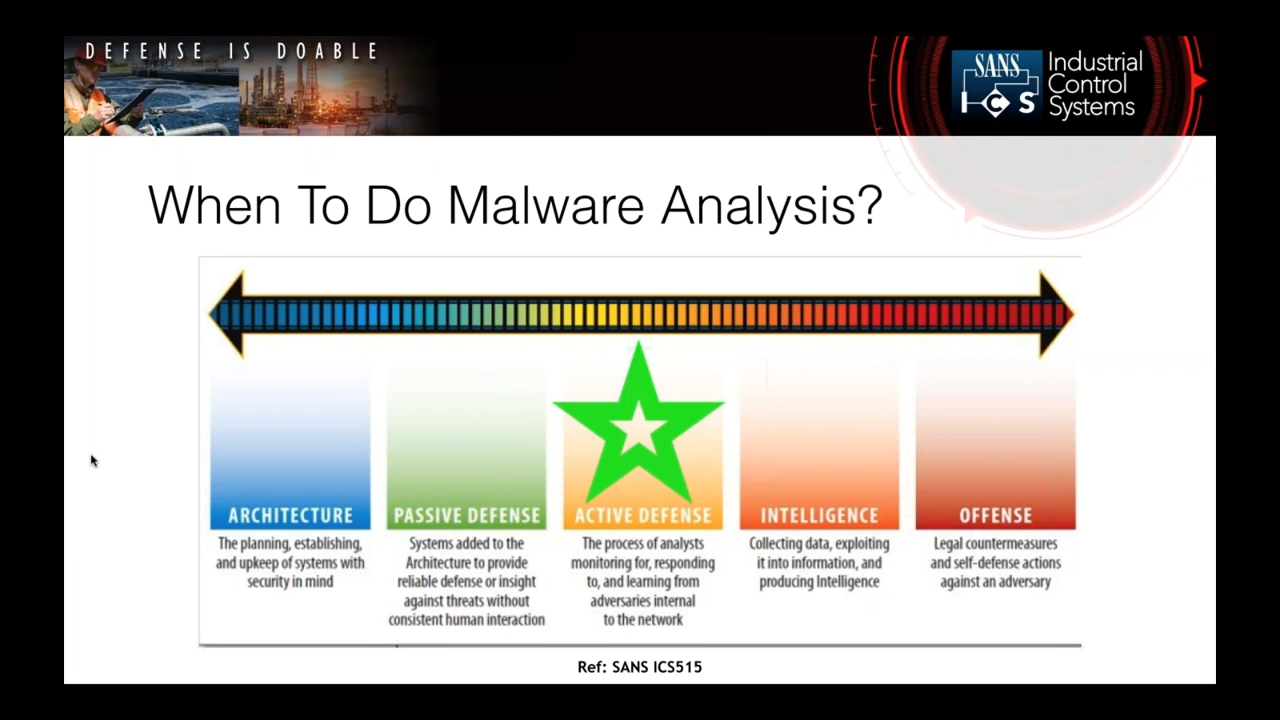 DEFENSE IS DOABLE
SANS
ICS
Industrial
Control
Systems
When To Do Malware Analysis?
ARCHITECTURE
The planning, establishing,
and upkeep of systems with
security in mind
PASSIVE DEFENSE
Systems added to the
Architecture to provide
reliable defense or insight
against threats without
consistent human interaction
ACTIVE DEFENSE
The process of analysts
monitoring for, responding
to, and learning from
adversaries internal
to the network
INTELLIGENCE
Collecting data, exploiting
it into information, and
producing Intelligence
OFFENSE
Legal countermeasures
and self-defense actions
against an adversary
Ref: SANS ICS515